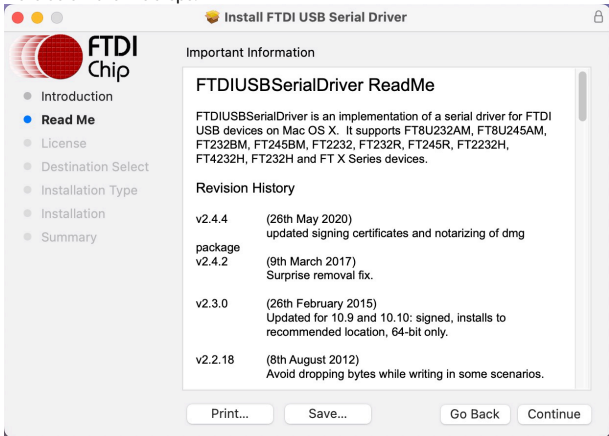 Install FTDI USB Serial Driver
FTDI
Chip
Important Information
Introduction
Read Me
License
Destination Select
Installation Type
Installation
Summary
FTDIUSBSerialDriver ReadMe
FTDIUSBSerialDriver is an implementation of a serial driver for FTDI
USB devices on Mac OS X. It supports FT8U232AM, FT8U245AM,
FT232BM, FT245BM, FT2232, FT232R, FT245R, FT2232H,
FT4232H, FT232H and FT X Series devices.
Revision History
v2.4.4 (26th May 2020)
updated signing certificates and notarizing of dmg
package
v2.4.2 (9th March 2017)
Surprise removal fix.
v2.3.0 (26th February 2015)
Updated for 10.9 and 10.10: signed, installs to
recommended location, 64-bit only.
v2.2.18 (8th August 2012)
Avoid dropping bytes while writing in some scenarios.
Print...
Save...
Go Back
Continue